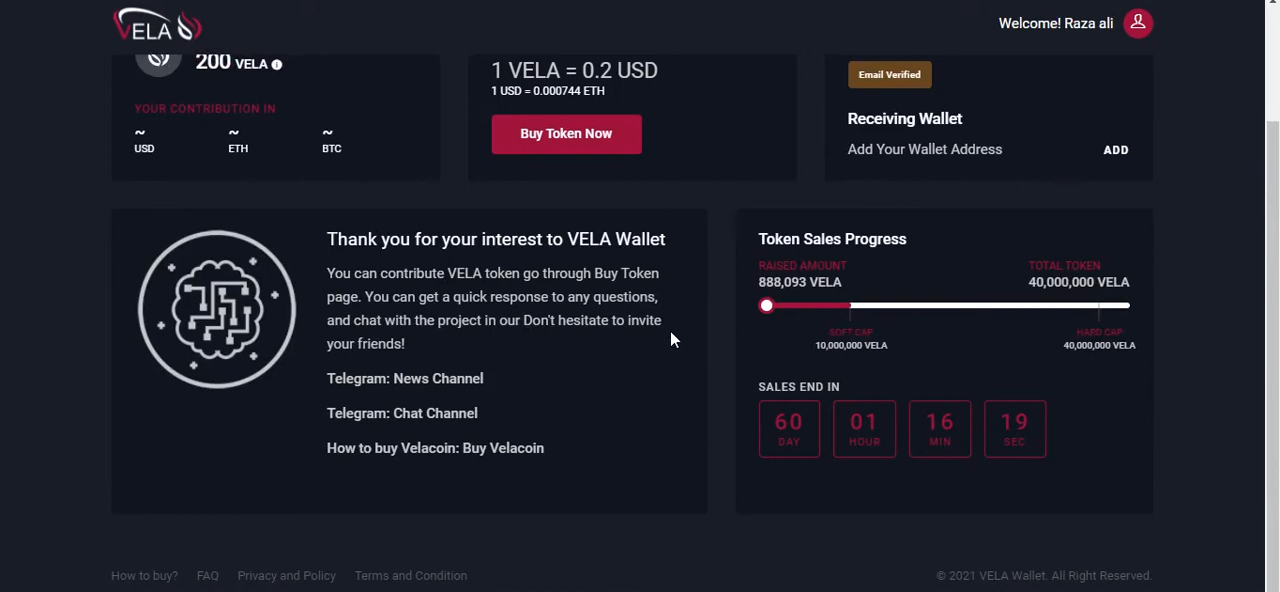 VELA
Welcome! Raza ali
200 VELA
YOUR CONTRIBUTION IN
~ ~ ~
USD ETH BTC
1 VELA = 0.2 USD
1 USD = 0.000744 ETH
Buy Token Now
Email Verified
Receiving Wallet
Add Your Wallet Address ADD
Thank you for your interest to VELA Wallet
You can contribute VELA token go through Buy Token
page. You can get a quick response to any questions,
and chat with the project in our Don't hesitate to invite
your friends!
Telegram: News Channel
Telegram: Chat Channel
How to buy Velacoin: Buy Velacoin
Token Sales Progress
RAISED AMOUNT TOTAL TOKEN
888,093 VELA 40,000,000 VELA
SOFT CAP HARD CAP
10,000,000 VELA 40,000,000 VELA
SALES END IN
60 01 16 19
DAY HOUR MIN SEC
How to buy? FAQ Privacy and Policy Terms and Condition © 2021 VELA Wallet. All Right Reserved.